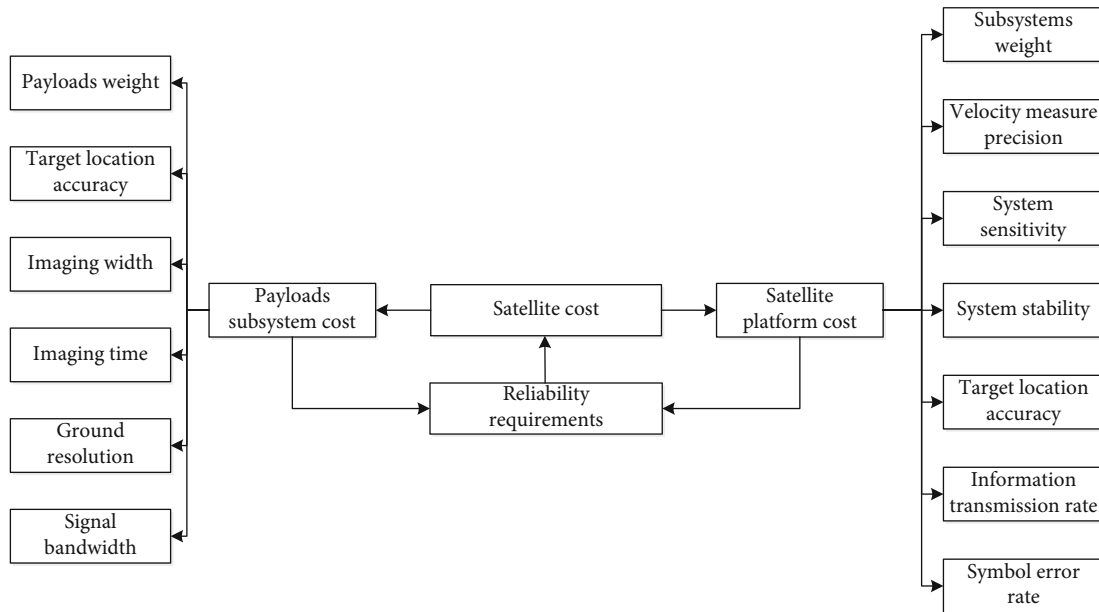 Payloads weight
Target location
accuracy
Imaging width
Imaging time
Ground
resolution
Signal
bandwidth
Payloads
subsystem cost
Satellite cost
Reliability
requirements
Satellite
platform cost
Subsystems
weight
Velocity measure
precision
System
sensitivity
System stability
Target location
accuracy
Information
transmission rate
Symbol error
rate